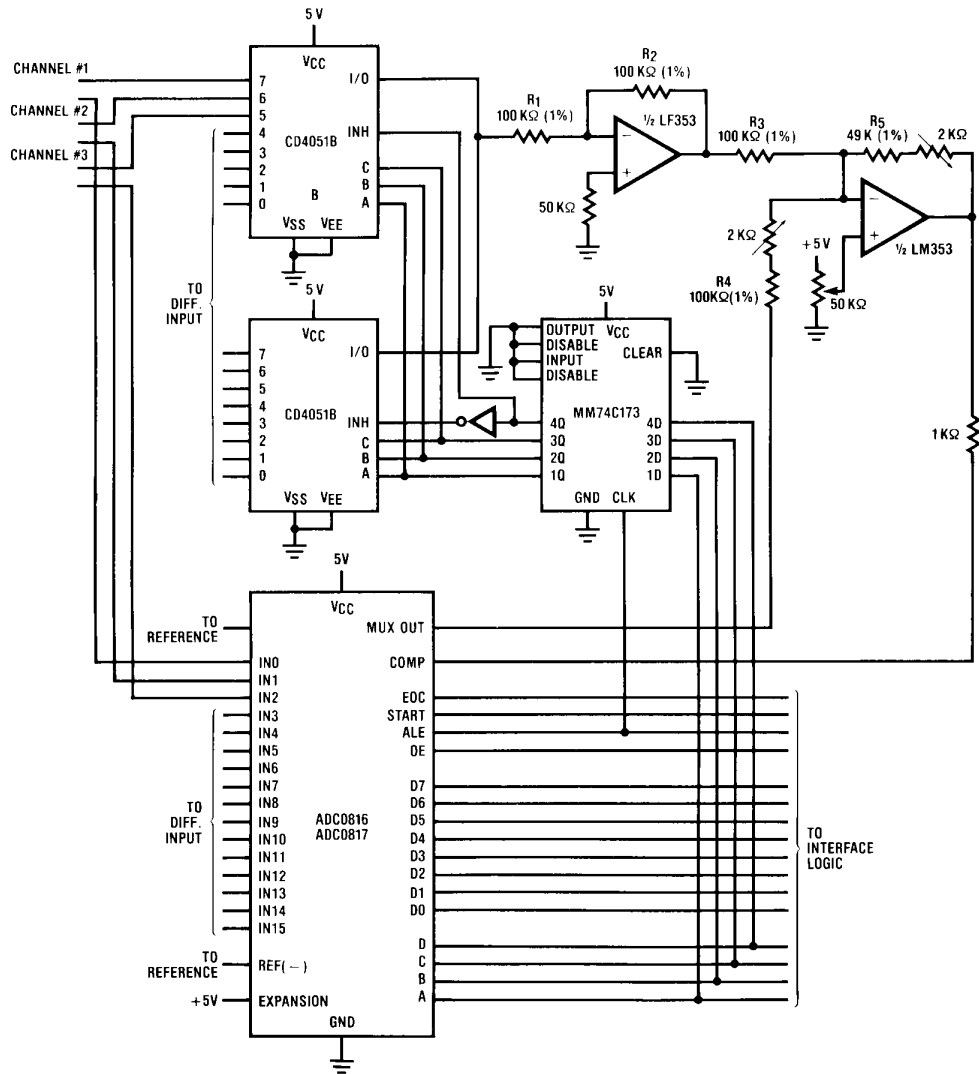 5 V
VCC
CHANNEL #1
CHANNEL #2
CHANNEL #3
7
6
5
4
3
2
1
0
I/O
INH
C
B
A
CD4051B
B
VSS
VEE
TO
DIFF.
INPUT
R1
100 KΩ (1%)
R2
100 KΩ (1%)
½ LF353
50 KΩ
R3
100 KΩ (1%)
R5
49 K (1%)
2 KΩ
2 KΩ
R4
100KΩ(1%)
+5V
50 KΩ
½ LM353
1 KΩ
5 V
VCC
7
6
5
4
3
2
1
0
I/O
INH
C
B
A
CD4051B
VSS
VEE
5 V
OUTPUT
DISABLE
INPUT
DISABLE
VCC
CLEAR
MM74C173
4Q
3Q
2Q
1Q
4D
3D
2D
1D
GND
CLK
5V
VCC
TO
REFERENCE
MUX OUT
COMP
IN0
IN1
IN2
IN3
IN4
IN5
IN6
IN7
IN8
IN9
IN10
IN11
IN12
IN13
IN14
IN15
TO
DIFF.
INPUT
ADC0816
ADC0817
EOC
START
ALE
OE
D7
D6
D5
D4
D3
D2
D1
D0
D
C
B
A
TO
INTERFACE
LOGIC
TO
REFERENCE
REF(−)
+5V
EXPANSION
GND